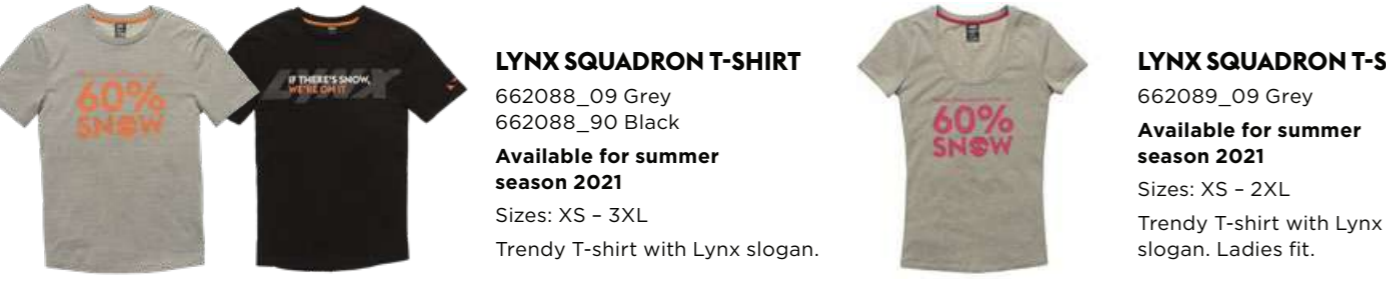 60%
SNOW
LYNX
IF THERE'S SNOW,
WE'RE ON IT
LYNX SQUADRON T-SHIRT
662088_09 Grey
662088_90 Black
Available for summer
season 2021
Sizes: XS – 3XL
Trendy T-shirt with Lynx slogan.
60%
SNOW
LYNX SQUADRON T-S
662089_09 Grey
Available for summer
season 2021
Sizes: XS – 2XL
Trendy T-shirt with Lynx
slogan. Ladies fit.